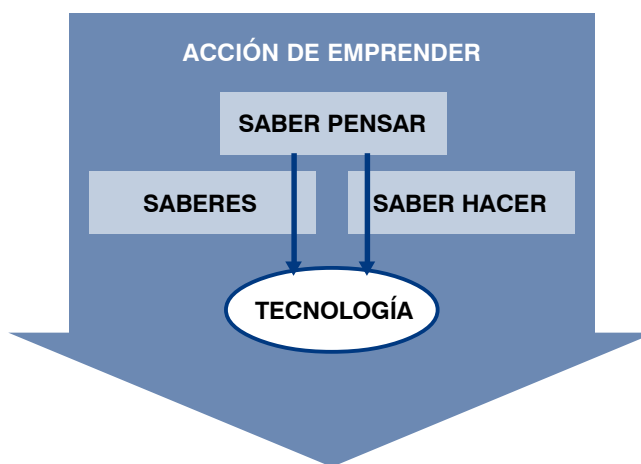 ACCIÓN DE EMPRENDER
SABER PENSAR
SABERES
SABER HACER
TECNOLOGÍA